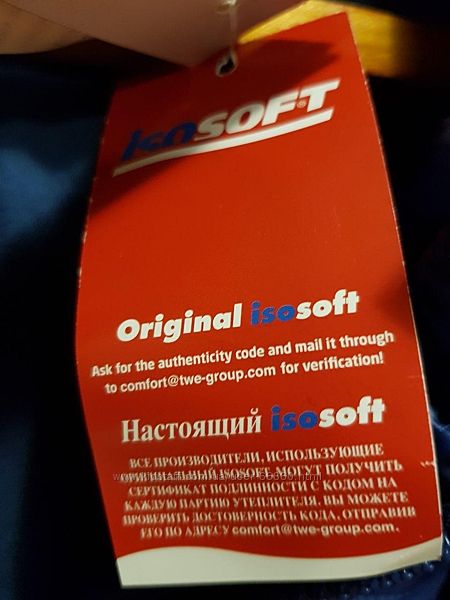 isoSOFT®
Original isosoft
Ask for the authenticity code and mail it through
to comfort@twe-group.com for verification!
Настоящий isosoft
ВСЕ ПРОИЗВОДИТЕЛИ, ИСПОЛЬЗУЮЩИЕ
ОРИГИНАЛЬНЫЙ ISOSOFT, МОГУТ ПОЛУЧИТЬ
СЕРТИФИКАТ ПОДЛИННОСТИ С КОДОМ НА
КАЖДУЮ ПАРТИЮ УТЕПЛИТЕЛЯ. ВЫ МОЖЕТЕ
ПРОВЕРИТЬ ДОСТОВЕРНОСТЬ КОДА, ОТПРАВИВ
ЕГО ПО АДРЕСУ comfort@twe-group.com.